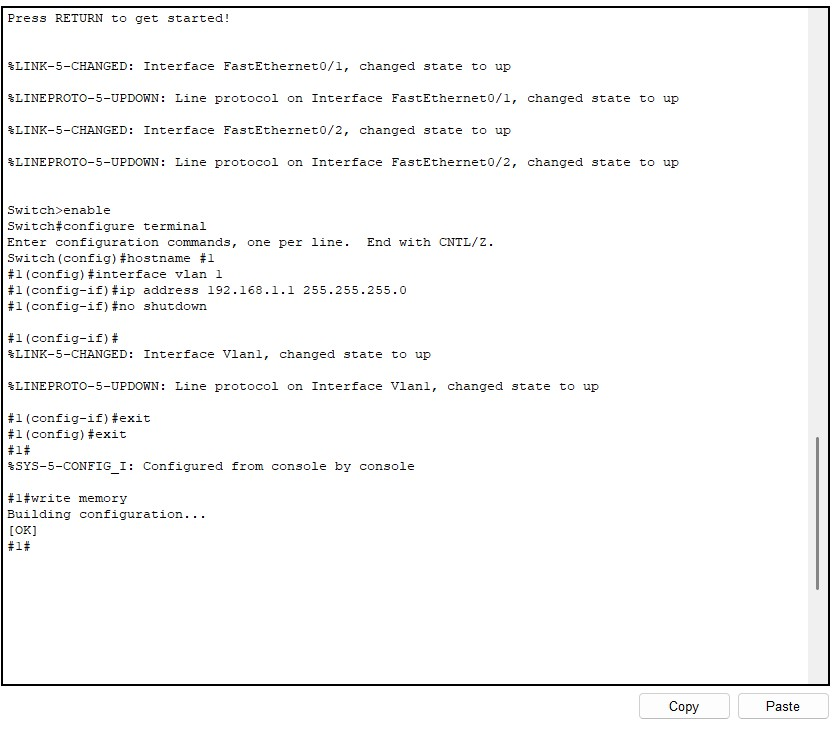 Press RETURN to get started!
%LINK-5-CHANGED: Interface FastEthernet0/1, changed state to up
%LINEPROTO-5-UPDOWN: Line protocol on Interface FastEthernet0/1, changed state to up
%LINK-5-CHANGED: Interface FastEthernet0/2, changed state to up
%LINEPROTO-5-UPDOWN: Line protocol on Interface FastEthernet0/2, changed state to up
Switch>enable
Switch#configure terminal
Enter configuration commands, one per line.  End with CNTL/Z.
Switch(config)#hostname #1
#1(config)#interface vlan 1
#1(config-if)#ip address 192.168.1.1 255.255.255.0
#1(config-if)#no shutdown
#1(config-if)#
%LINK-5-CHANGED: Interface Vlan1, changed state to up
%LINEPROTO-5-UPDOWN: Line protocol on Interface Vlan1, changed state to up
#1(config-if)#exit
#1(config)#exit
#1#
%SYS-5-CONFIG_I: Configured from console by console
#1#write memory
Building configuration...
[OK]
#1#
Copy Paste